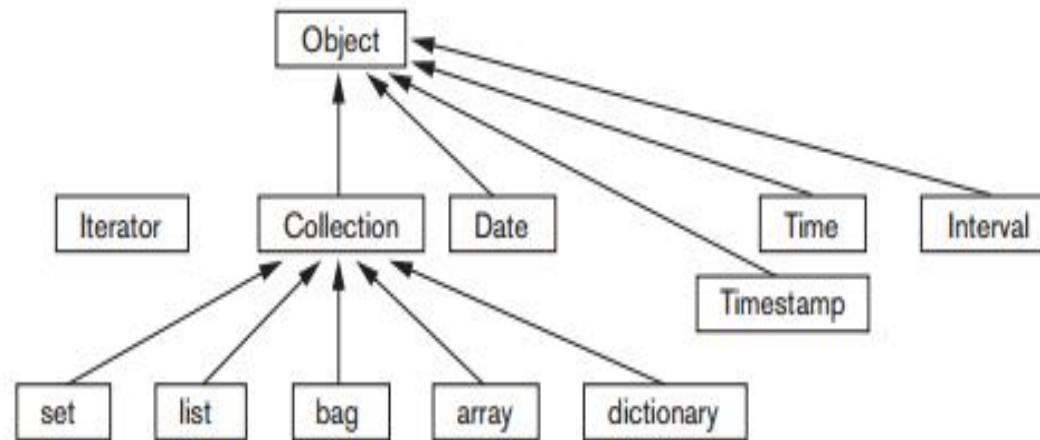 Object
Iterator
Collection
Date
Time
Interval
Timestamp
set
list
bag
array
dictionary